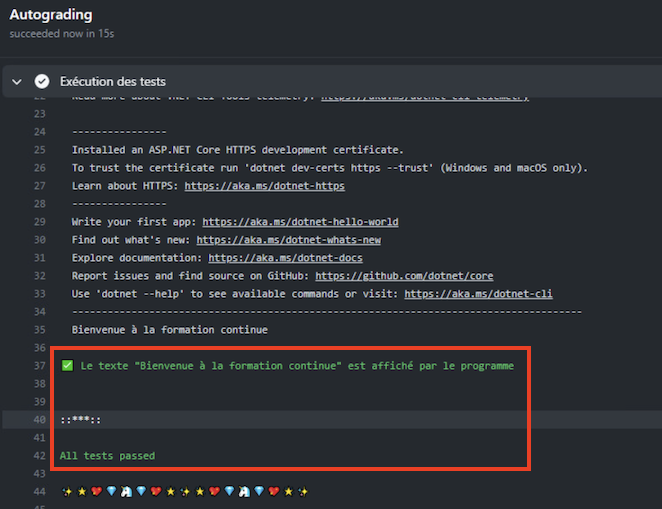 Autograding
succeeded now in 15s
Exécution des tests
23
24 ----------------
25 Installed an ASP.NET Core HTTPS development certificate.
26 To trust the certificate run 'dotnet dev-certs https --trust' (Windows and macOS only).
27 Learn about HTTPS: https://aka.ms/dotnet-https
28 ----------------
29 Write your first app: https://aka.ms/dotnet-hello-world
30 Find out what's new: https://aka.ms/dotnet-whats-new
31 Explore documentation: https://aka.ms/dotnet-docs
32 Report issues and find source on GitHub: https://github.com/dotnet/core
33 Use 'dotnet --help' to see available commands or visit: https://aka.ms/dotnet-cli
34 --------------------------------------------------------------------------------------
35 Bienvenue à la formation continue
36
37 ✅ Le texte "Bienvenue à la formation continue" est affiché par le programme
38
39
40 ::***::
41
42 All tests passed
43
44 ✨⭐💖💎🦄💎💖⭐✨⭐💖💎🦄💎💖⭐✨